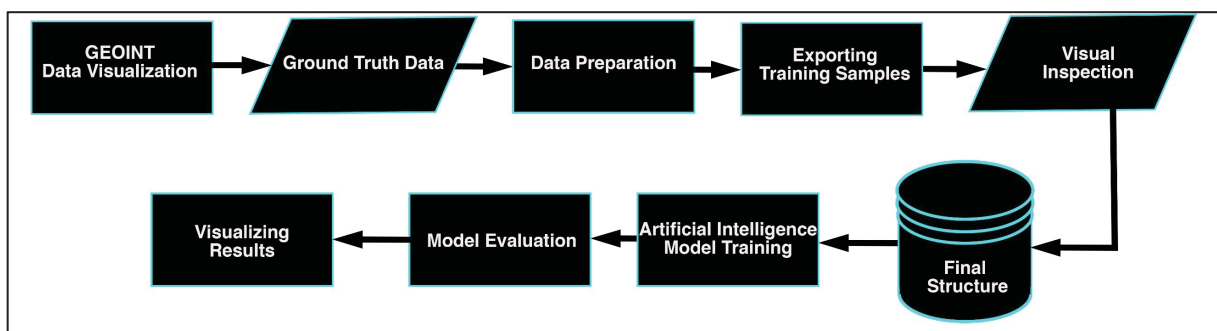 GEOINT
Data Visualization
Ground Truth Data
Data Preparation
Exporting
Training Samples
Visual
Inspection
Final
Structure
Artificial Intelligence
Model Training
Model Evaluation
Visualizing
Results